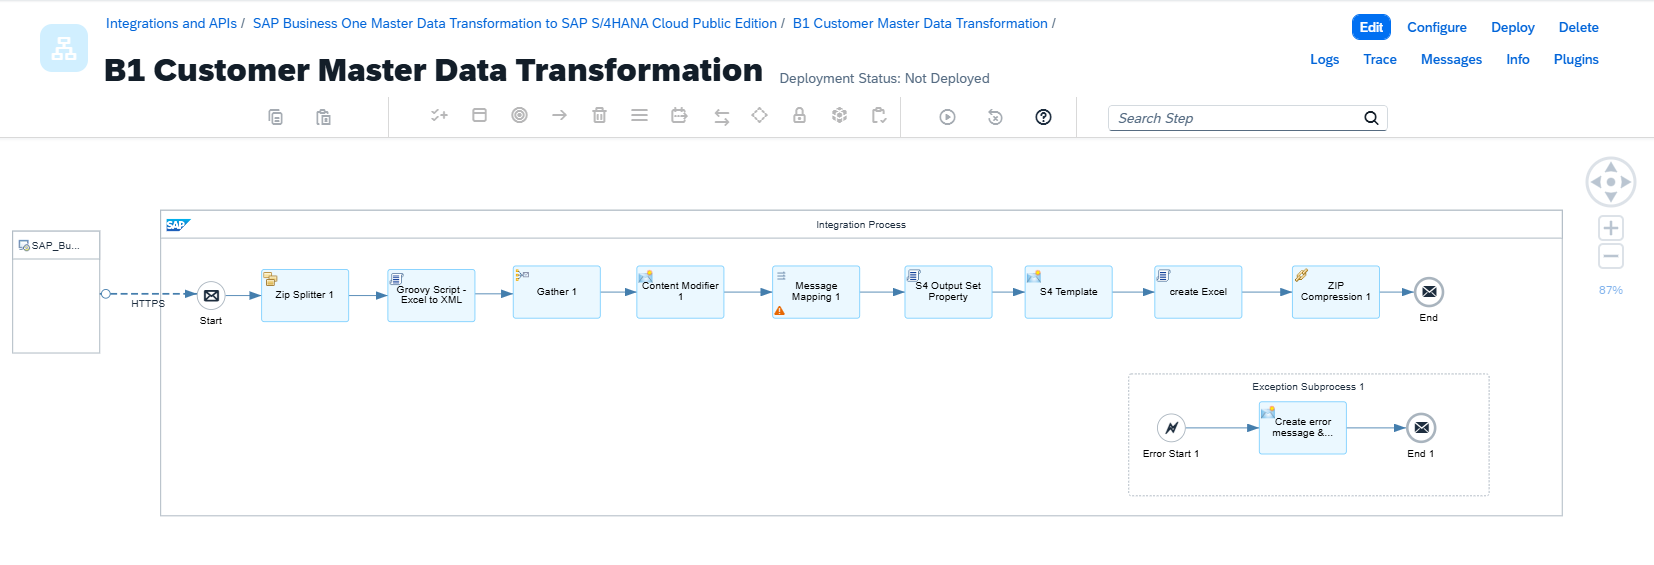 Integrations and APIs / SAP Business One Master Data Transformation to SAP S/4HANA Cloud Public Edition / B1 Customer Master Data Transformation /
Edit Configure Deploy Delete
B1 Customer Master Data Transformation
Deployment Status: Not Deployed
Logs Trace Messages Info Plugins
Search Step
SAP
Integration Process
SAP_Bu...
HTTPS
Start
Zip Splitter 1
Groovy Script -
Excel to XML
Gather 1
Content Modifier
1
Message
Mapping 1
S4 Output Set
Property
S4 Template
create Excel
ZIP
Compression 1
End
87%
Exception Subprocess 1
Error Start 1
Create error
message &...
End 1